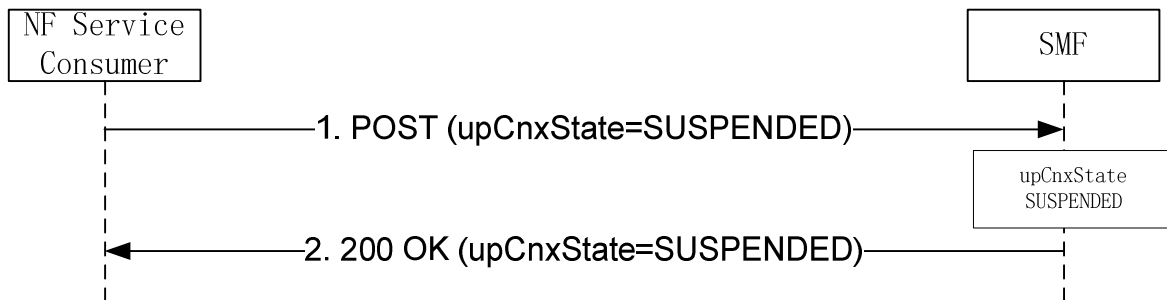 NF Service
Consumer
SMF
1. POST (upCnxState=SUSPENDED)
upCnxState
SUSPENDED
2. 200 OK (upCnxState=SUSPENDED)